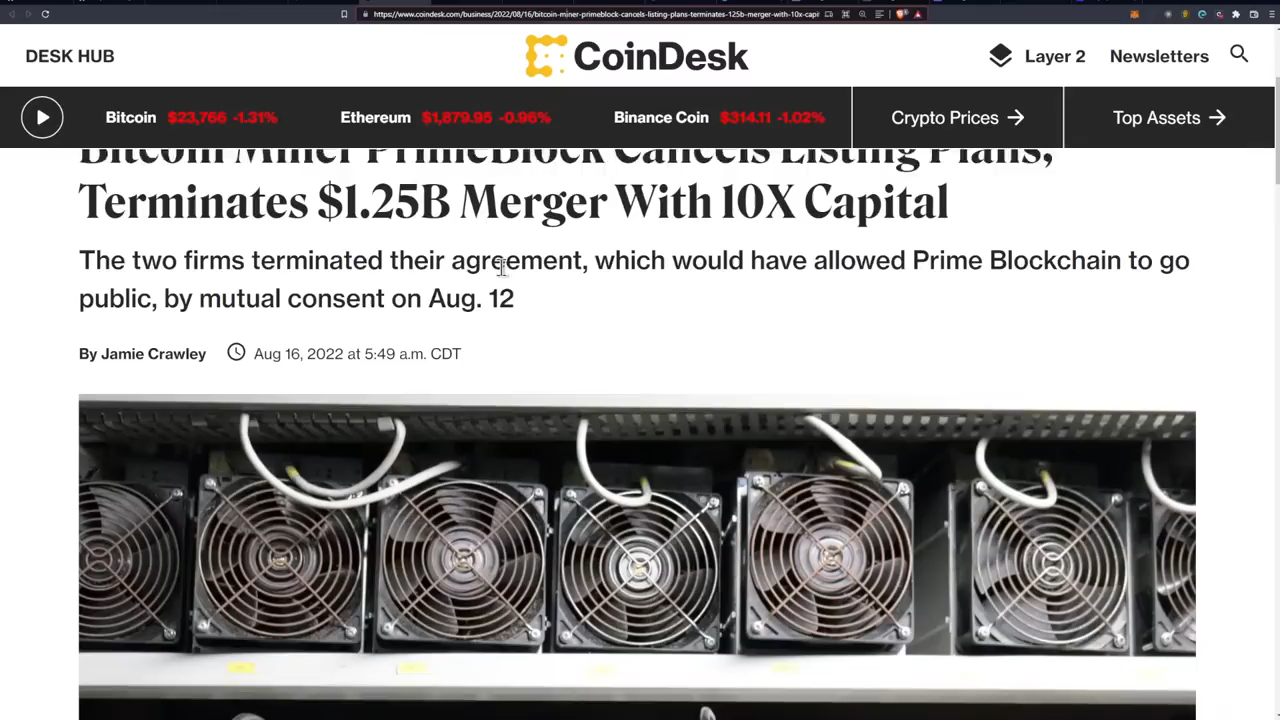 https://www.coindesk.com/business/2022/08/16/bitcoin-miner-primeblock-cancels-listing-plans-terminates-125b-merger-with-10x-capi
DESK HUB
CoinDesk
Layer 2
Newsletters
Bitcoin $23,766 -1.31%
Ethereum $1,879.95 -0.96%
Binance Coin $314.11 -1.02%
Crypto Prices →
Top Assets →
Bitcoin Miner PrimeBlock Cancels Listing Plans,
Terminates $1.25B Merger With 10X Capital
The two firms terminated their agreement, which would have allowed Prime Blockchain to go
public, by mutual consent on Aug. 12
By Jamie Crawley
Aug 16, 2022 at 5:49 a.m. CDT